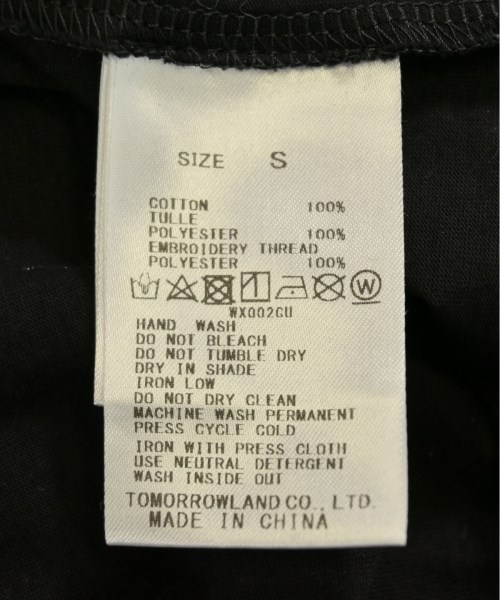 SIZE S
COTTON 100%
TULLE
POLYESTER 100%
EMBROIDERY THREAD
POLYESTER 100%
W
WX002GU
HAND WASH
DO NOT BLEACH
DO NOT TUMBLE DRY
DRY IN SHADE
IRON LOW
DO NOT DRY CLEAN
MACHINE WASH PERMANENT
PRESS CYCLE COLD
IRON WITH PRESS CLOTH
USE NEUTRAL DETERGENT
WASH INSIDE OUT
TOMORROWLAND CO., LTD.
MADE IN CHINA